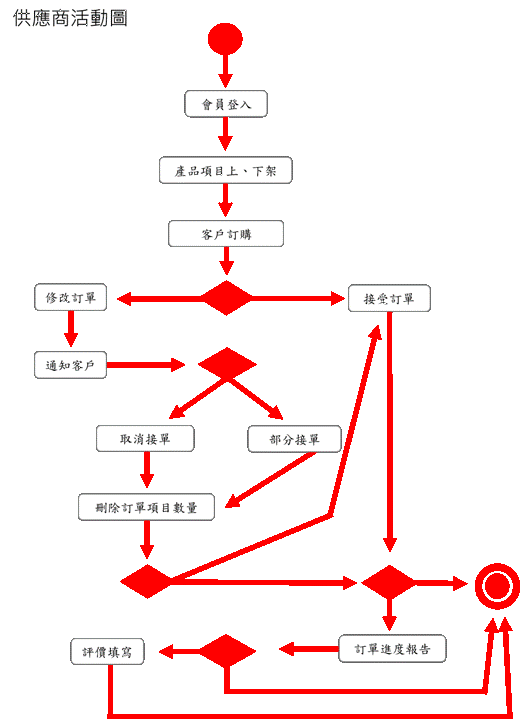 供應商活動圖
會員登入
產品項目上、下架
客戶訂購
修改訂單
接受訂單
通知客戶
取消接單
部分接單
刪除訂單項目數量
訂單進度報告
評價填寫